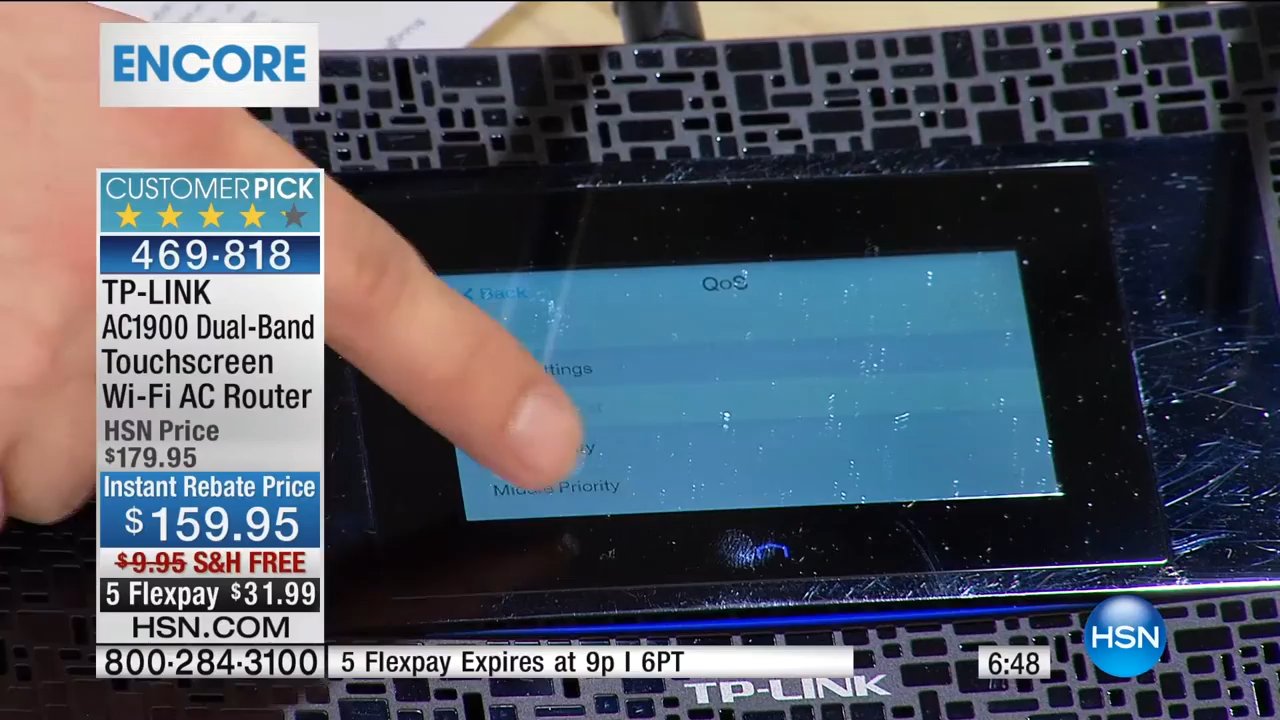 ENCORE
CUSTOMER PICK
469-818
TP-LINK
AC1900 Dual-Band
Touchscreen
Wi-Fi AC Router
HSN Price
$179.95
Instant Rebate Price
$159.95
$9.95 S&H FREE
5 Flexpay $31.99
HSN.COM
800-284-3100
5 Flexpay Expires at 9p | 6PT
6:48
HSN
QoS
< Back
Middle Priority
TP-LINK